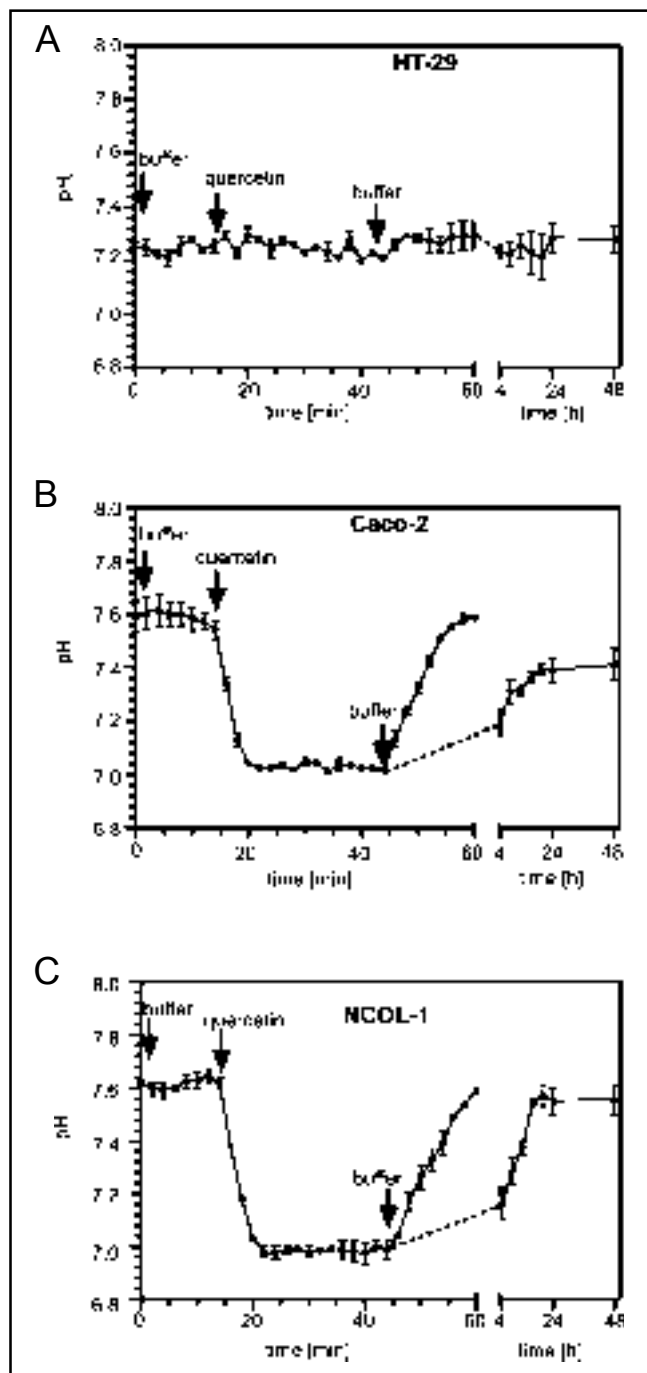 A
HT-29
8.0
7.8
7.6
7.4
7.2
7.0
6.8
pH
buffer
quercetin
buffer
0
20
40
60
4
24
48
time [min]
time [h]
B
Caco-2
8.0
7.8
7.6
7.4
7.2
7.0
6.8
pH
buffer
quercetin
buffer
0
20
40
60
4
24
48
time [min]
time [h]
C
NCOL-1
8.0
7.8
7.6
7.4
7.2
7.0
6.8
pH
buffer
quercetin
buffer
0
20
40
60
4
24
48
time [min]
time [h]